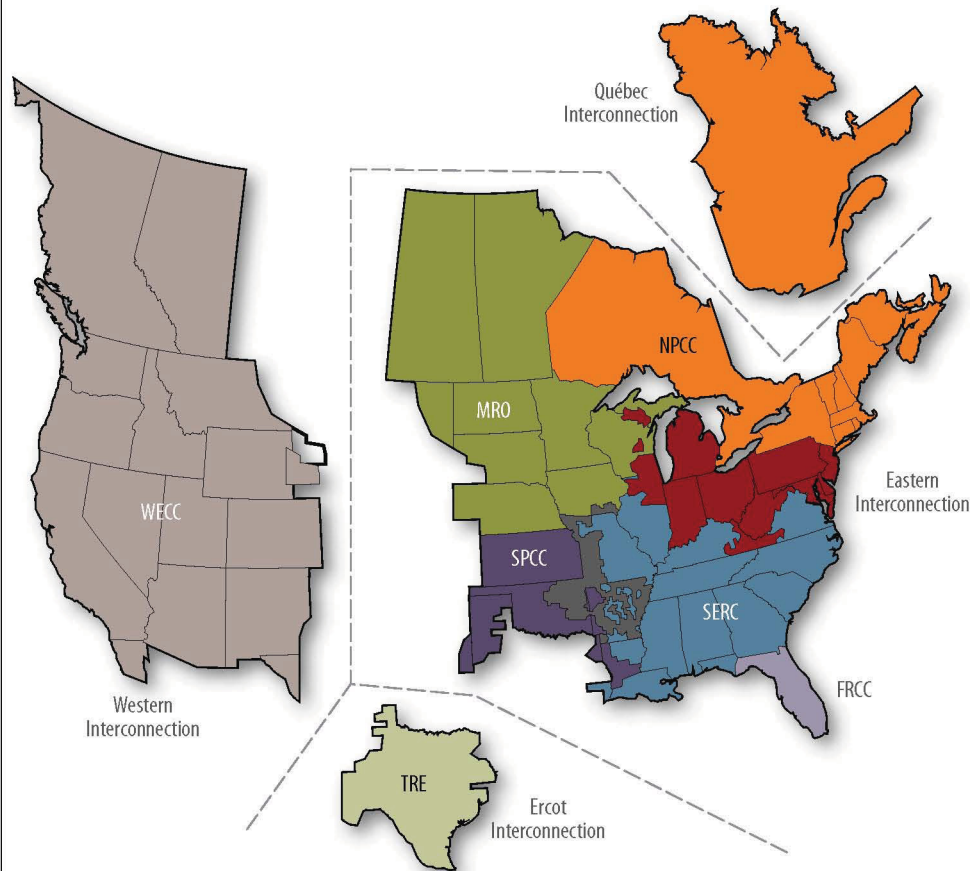 Québec
Interconnection
NPCC
MRO
Eastern
Interconnection
WECC
SPCC
SERC
FRCC
Western
Interconnection
TRE
Ercot
Interconnection